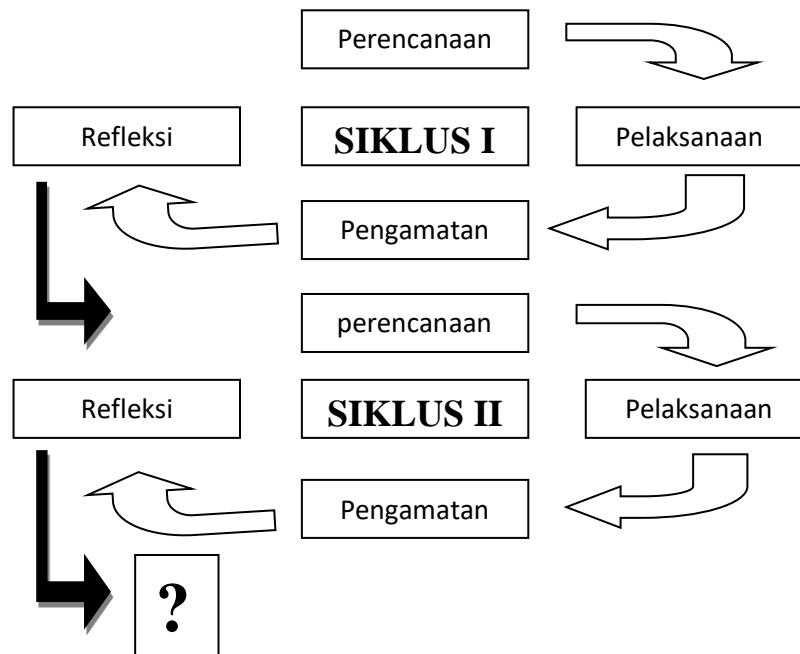 Perencanaan
Refleksi
SIKLUS I
Pelaksanaan
Pengamatan
perencanaan
Refleksi
SIKLUS II
Pelaksanaan
Pengamatan
?